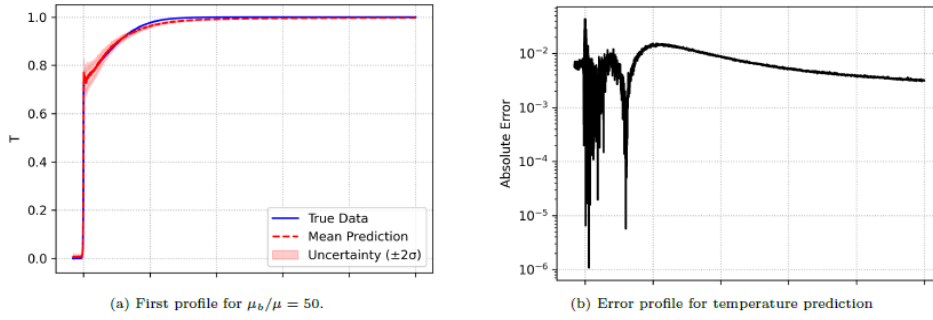 1.0
0.8
0.6
0.4
0.2
0.0
T
True Data
Mean Prediction
Uncertainty (±2σ)
(a) First profile for μ_b/μ = 50.
10⁻²
10⁻³
10⁻⁴
10⁻⁵
10⁻⁶
Absolute Error
(b) Error profile for temperature prediction